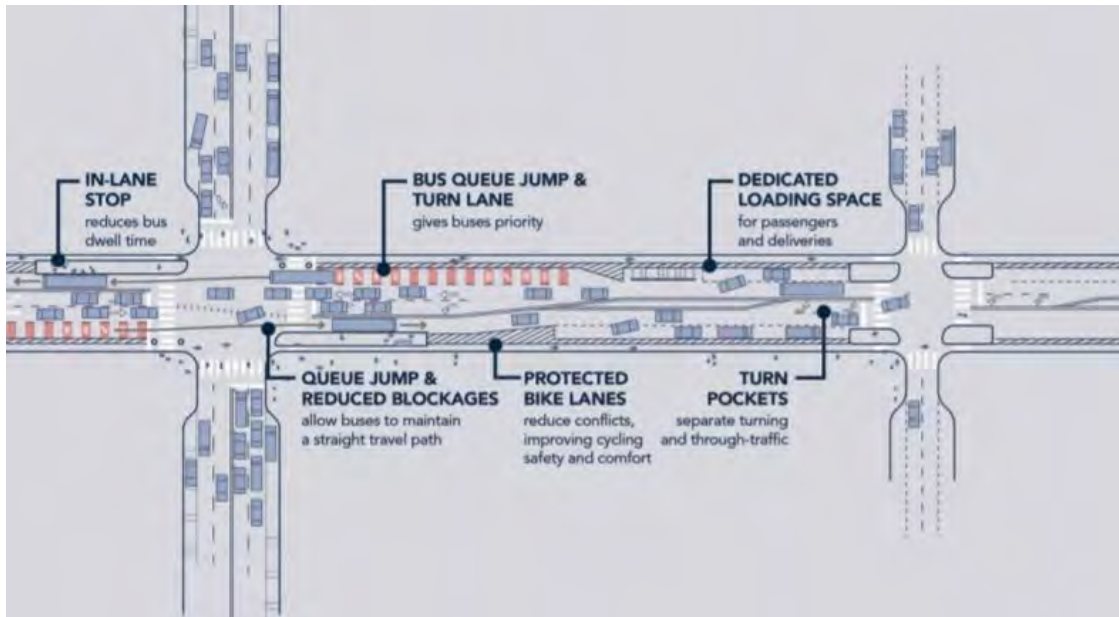 IN-LANE
STOP
reduces bus
dwell time
BUS QUEUE JUMP &
TURN LANE
gives buses priority
DEDICATED
LOADING SPACE
for passengers
and deliveries
QUEUE JUMP &
REDUCED BLOCKAGES
allow buses to maintain
a straight travel path
PROTECTED
BIKE LANES
reduce conflicts,
improving cycling
safety and comfort
TURN
POCKETS
separate turning
and through-traffic